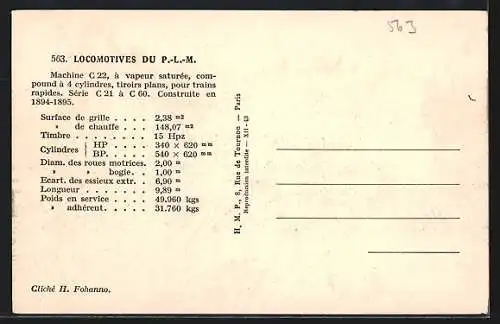 563
563. LOCOMOTIVES DU P.-L.-M.
Machine C 22, à vapeur saturée, com-
pound à 4 cylindres, tiroirs plans, pour trains
rapides. Série C 21 à C 60. Construite en
1894-1895.
Surface de grille . . . . 2,38 m²
» de chauffe . . . 148,07 m²
Timbre . . . . . . . 15 Hpz
Cylindres { HP . . . . 340 × 620 mm
BP. . . . . 540 × 620 mm
Diam. des roues motrices. 2,00 m
» » bogie. . 1,00 m
Ecart. des essieux extr. . 6,90 m
Longueur . . . . . . . 9,89 m
Poids en service . . . . 49.960 kgs
» adhérent. . . . . 31.760 kgs
Cliché H. Fohanno.
H. M. P., 8, Rue de Tournon — Paris
Reproduction interdite - XII - 43